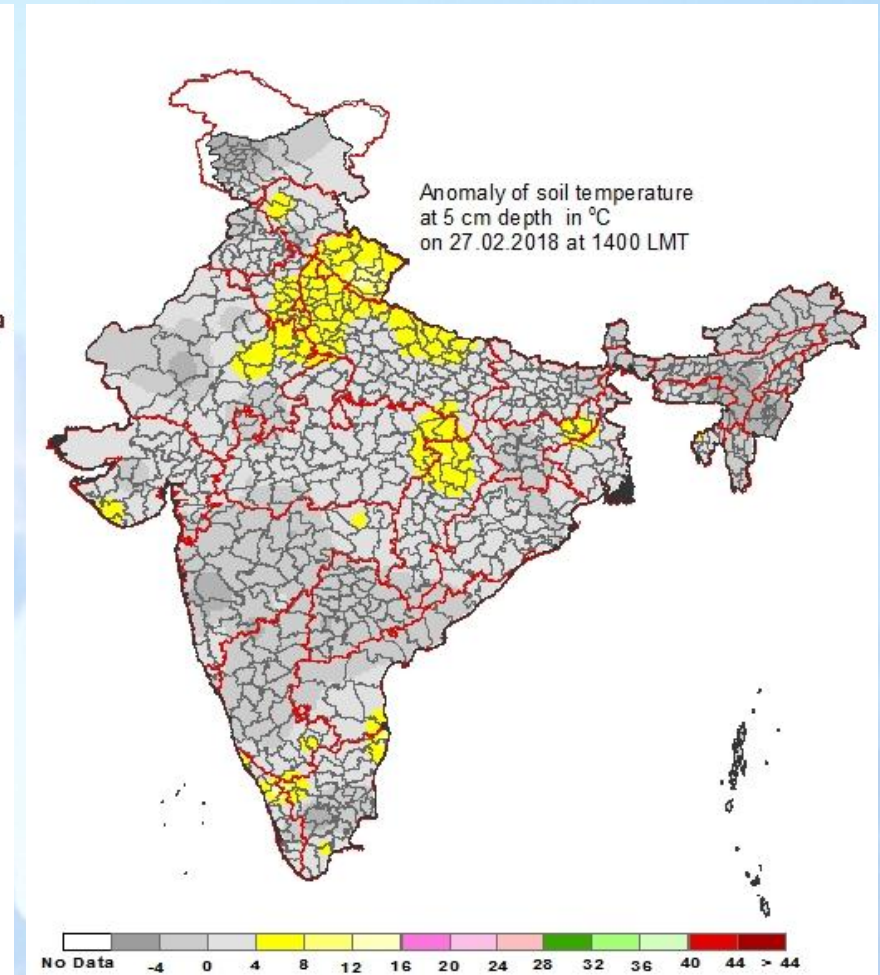 Anomaly of soil temperature
at 5 cm depth in °C
on 27.02.2018 at 1400 LMT
No Data -4 0 4 8 12 16 20 24 28 32 36 40 44 > 44